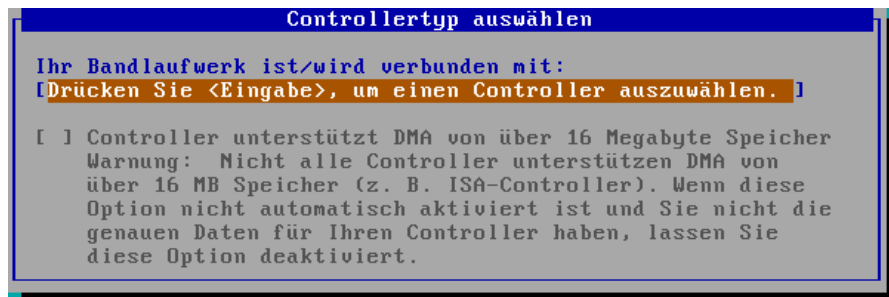 Controllertyp auswählen
Ihr Bandlaufwerk ist/wird verbunden mit:
[Drücken Sie <Eingabe>, um einen Controller auszuwählen. ]
[ ] Controller unterstützt DMA von über 16 Megabyte Speicher
Warnung:  Nicht alle Controller unterstützen DMA von
über 16 MB Speicher (z. B. ISA-Controller). Wenn diese
Option nicht automatisch aktiviert ist und Sie nicht die
genauen Daten für Ihren Controller haben, lassen Sie
diese Option deaktiviert.